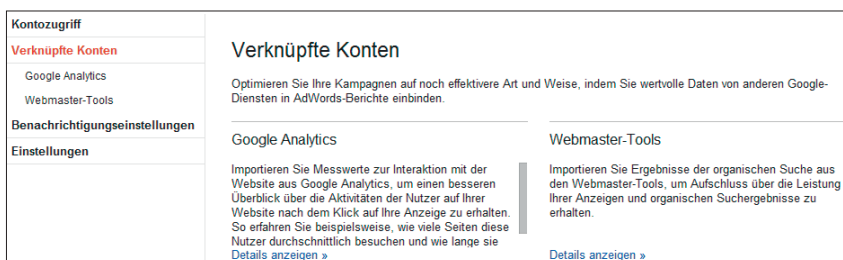 Kontozugriff
Verknüpfte Konten
Google Analytics
Webmaster-Tools
Benachrichtigungseinstellungen
Einstellungen
Verknüpfte Konten
Optimieren Sie Ihre Kampagnen auf noch effektivere Art und Weise, indem Sie wertvolle Daten von anderen Google-
Diensten in AdWords-Berichte einbinden.
Google Analytics
Importieren Sie Messwerte zur Interaktion mit der
Website aus Google Analytics, um einen besseren
Überblick über die Aktivitäten der Nutzer auf Ihrer
Website nach dem Klick auf Ihre Anzeige zu erhalten.
So erfahren Sie beispielsweise, wie viele Seiten diese
Nutzer durchschnittlich besuchen und wie lange sie
Details anzeigen »
Webmaster-Tools
Importieren Sie Ergebnisse der organischen Suche aus
den Webmaster-Tools, um Aufschluss über die Leistung
Ihrer Anzeigen und organischen Suchergebnisse zu
erhalten.
Details anzeigen »